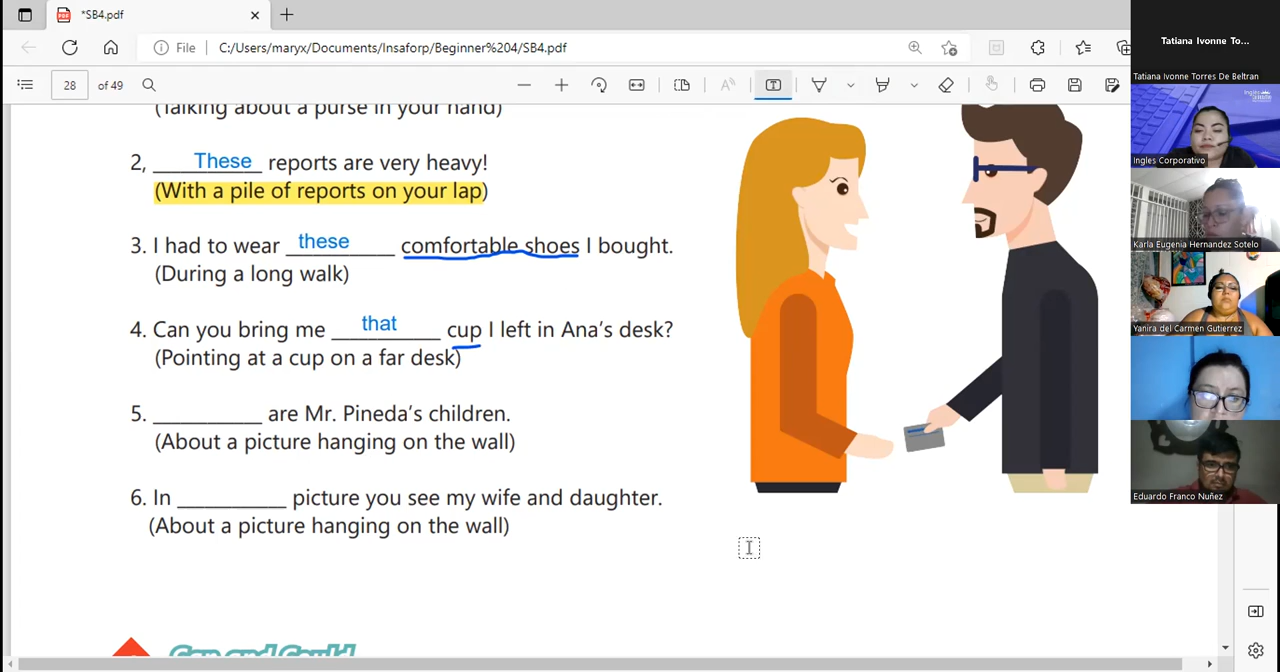 *SB4.pdf
File C:/Users/maryx/Documents/Insaforp/Beginner%204/SB4.pdf
28 of 49
(Talking about a purse in your hand)
2, These reports are very heavy!
(With a pile of reports on your lap)
3. I had to wear these comfortable shoes I bought.
(During a long walk)
4. Can you bring me that cup I left in Ana's desk?
(Pointing at a cup on a far desk)
5. __________ are Mr. Pineda's children.
(About a picture hanging on the wall)
6. In __________ picture you see my wife and daughter.
(About a picture hanging on the wall)
Can and Could
Tatiana Ivonne To...
Tatiana Ivonne Torres De Beltran
Ingles Corporativo
Karla Eugenia Hernandez Sotelo
Yanira del Carmen Gutierrez
Eduardo Franco Nuñez